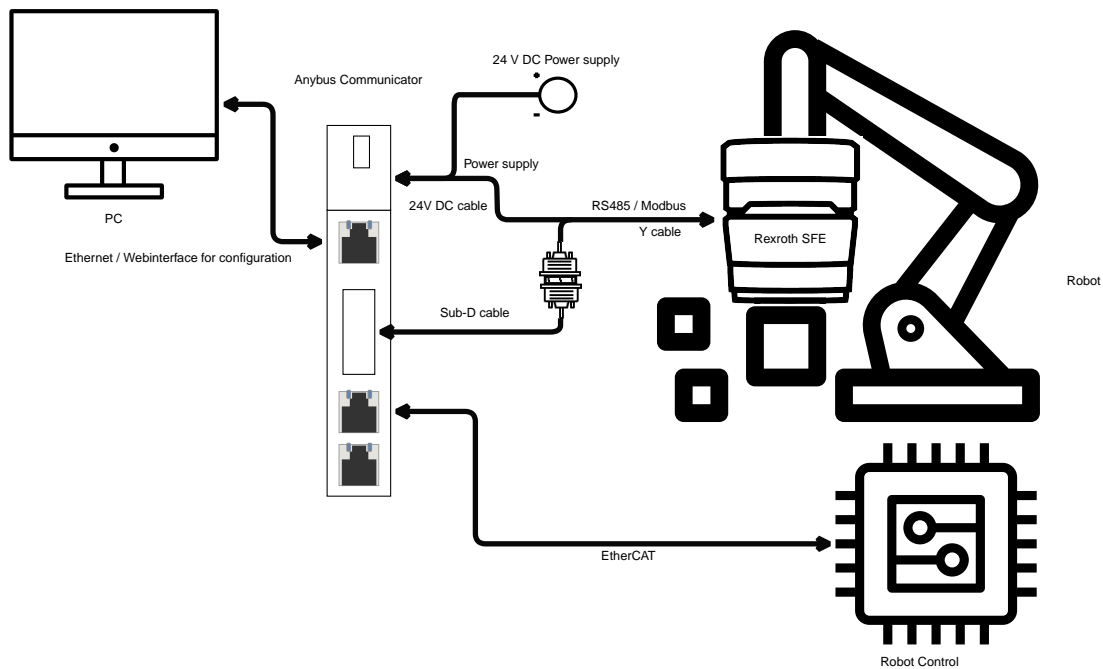 24 V DC Power supply
Anybus Communicator
+
-
Power supply
24V DC cable
RS485 / Modbus
Y cable
PC
Rexroth SFE
Ethernet / Webinterface for configuration
Robot
Sub-D cable
EtherCAT
Robot Control